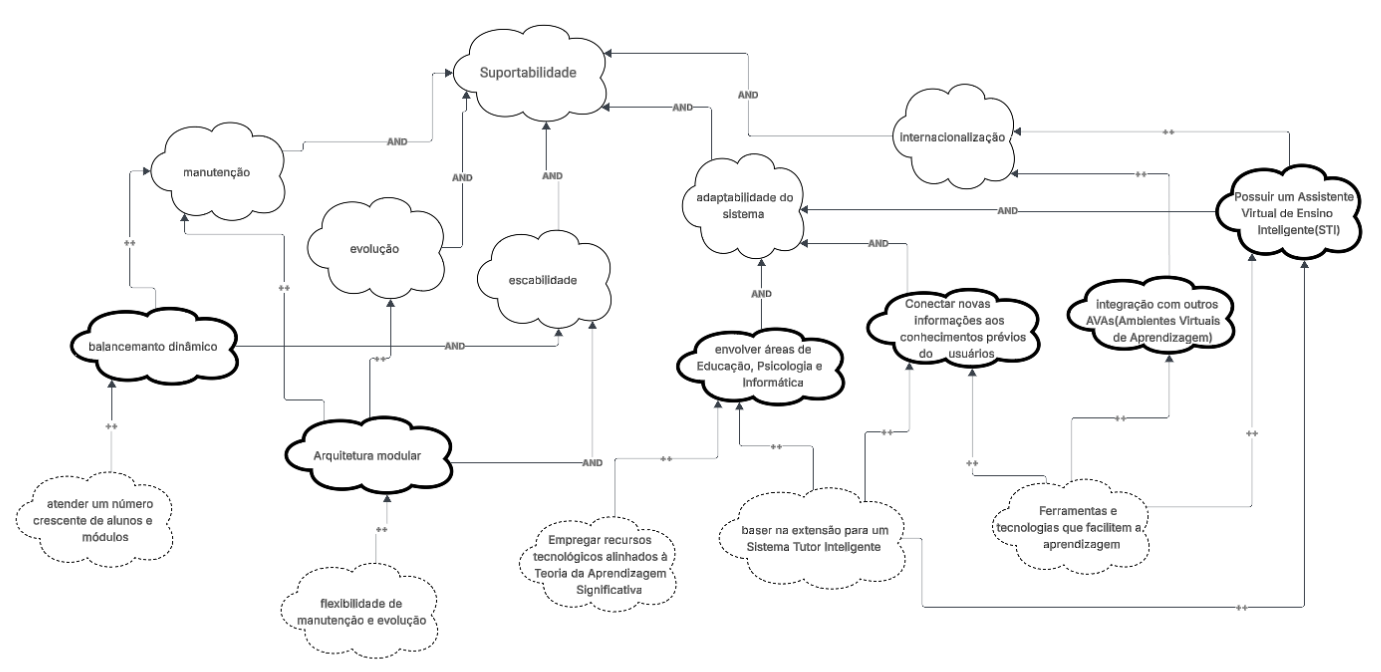 Suportabilidade
AND
AND
internacionalização
++
manutenção
AND
AND
AND
++
Possuir um Assistente
Virtual de Ensino
Inteligente(STI)
adaptabilidade do
sistema
AND
++
evolução
AND
escabilidade
++
AND
integração com outros
AVAs(Ambientes Virtuais
de Aprendizagem)
Conectar novas
informações aos
conhecimentos prévios
do usuários
balancemanto dinâmico
AND
envolver áreas de
Educação, Psicologia e
Informática
++
++
++
++
++
++
Arquitetura modular
AND
++
++
atender um número
crescente de alunos e
módulos
++
Ferramentas e
tecnologias que facilitem a
aprendizagem
baser na extensão para um
Sistema Tutor Inteligente
Empregar recursos
tecnológicos alinhados à
Teoria da Aprendizagem
Significativa
flexibilidade de
manutenção e evolução
++